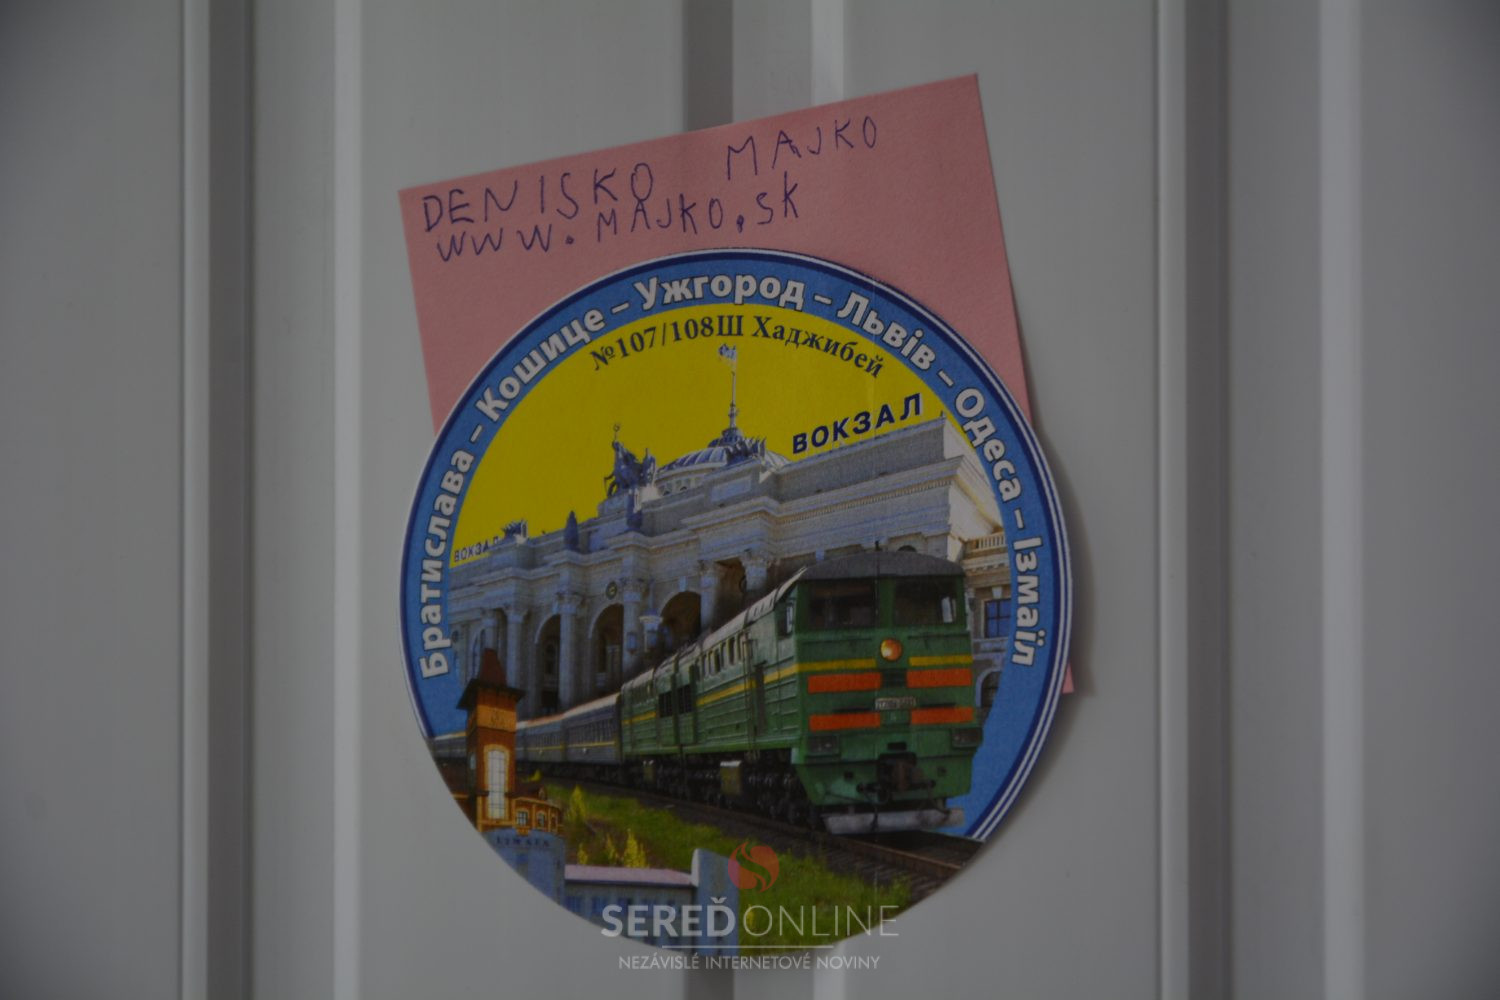 DENISKO MAJKO
WWW.MAJKO.SK
Братислава – Кошице – Ужгород – Львів – Одеса – Ізмаїл
№107/108Ш Хаджибей
ВОКЗАЛ
ВОКЗАЛ
SEREĎONLINE
NEZÁVISLÉ INTERNETOVÉ NOVINY